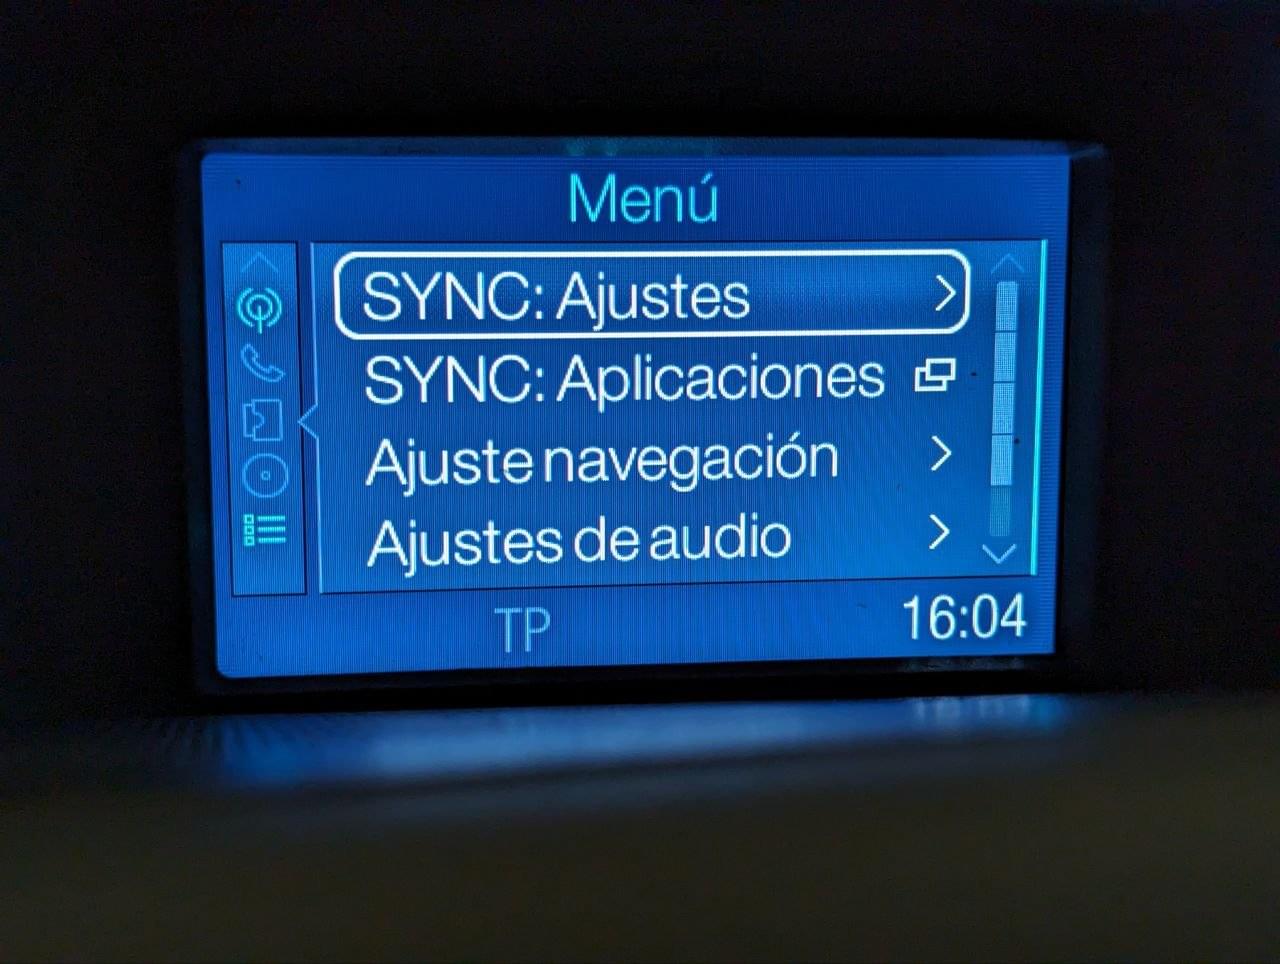 Menú
SYNC: Ajustes
SYNC: Aplicaciones
Ajuste navegación
Ajustes de audio
TP
16:04